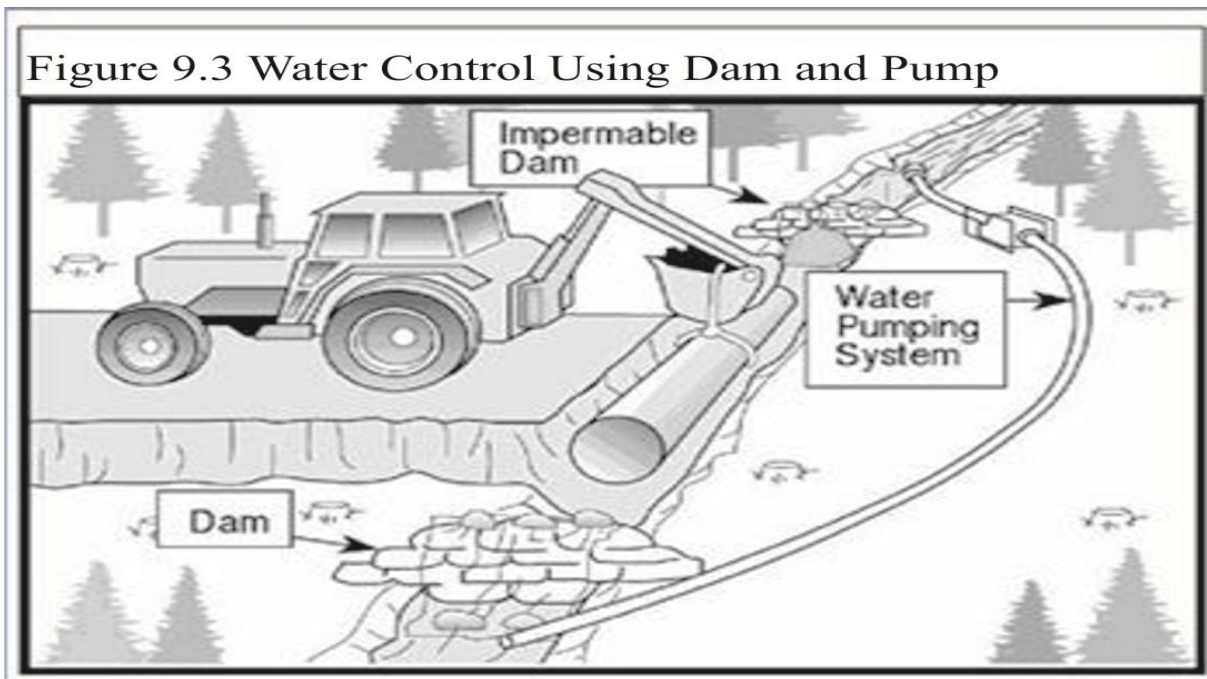 Figure 9.3 Water Control Using Dam and Pump
Impermable
Dam
Water
Pumping
System
Dam